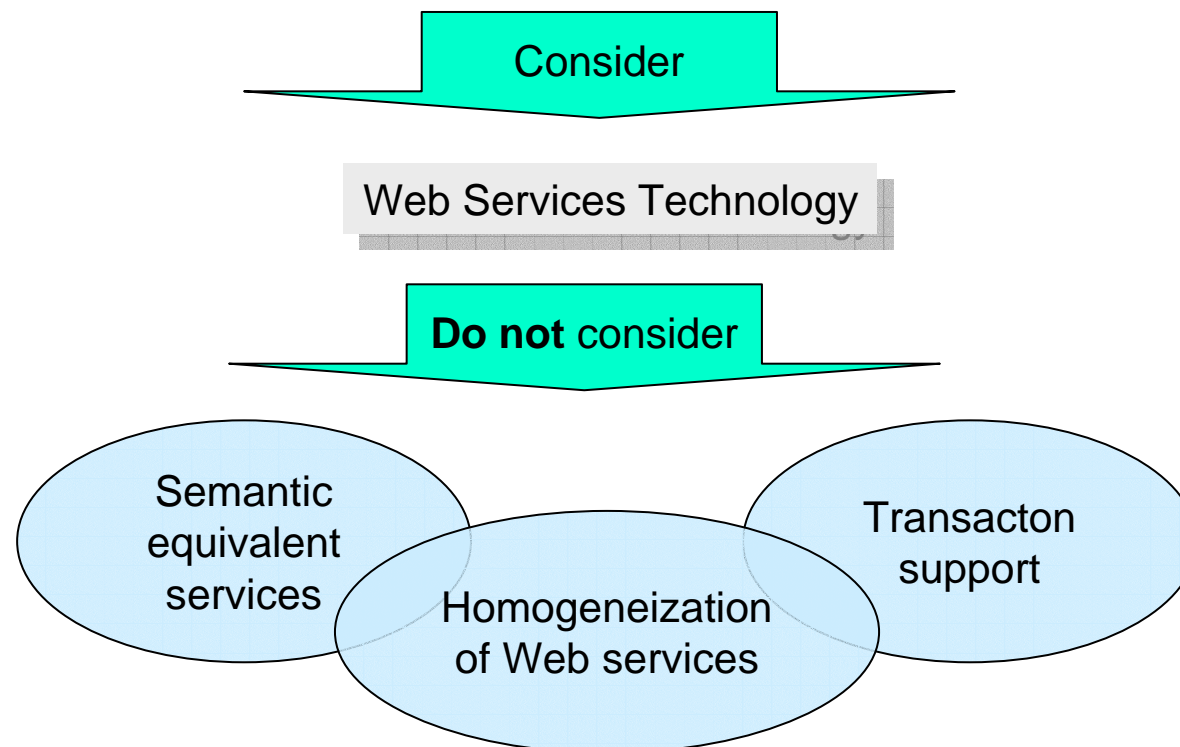 Consider
Web Services Technology
Do not consider
Semantic
equivalent
services
Homogeneization
of Web services
Transacton
support